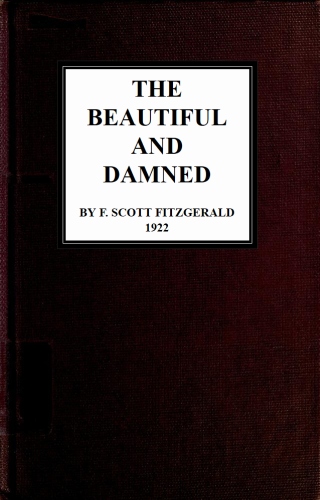 THE
BEAUTIFUL
AND
DAMNED
BY F. SCOTT FITZGERALD
1922